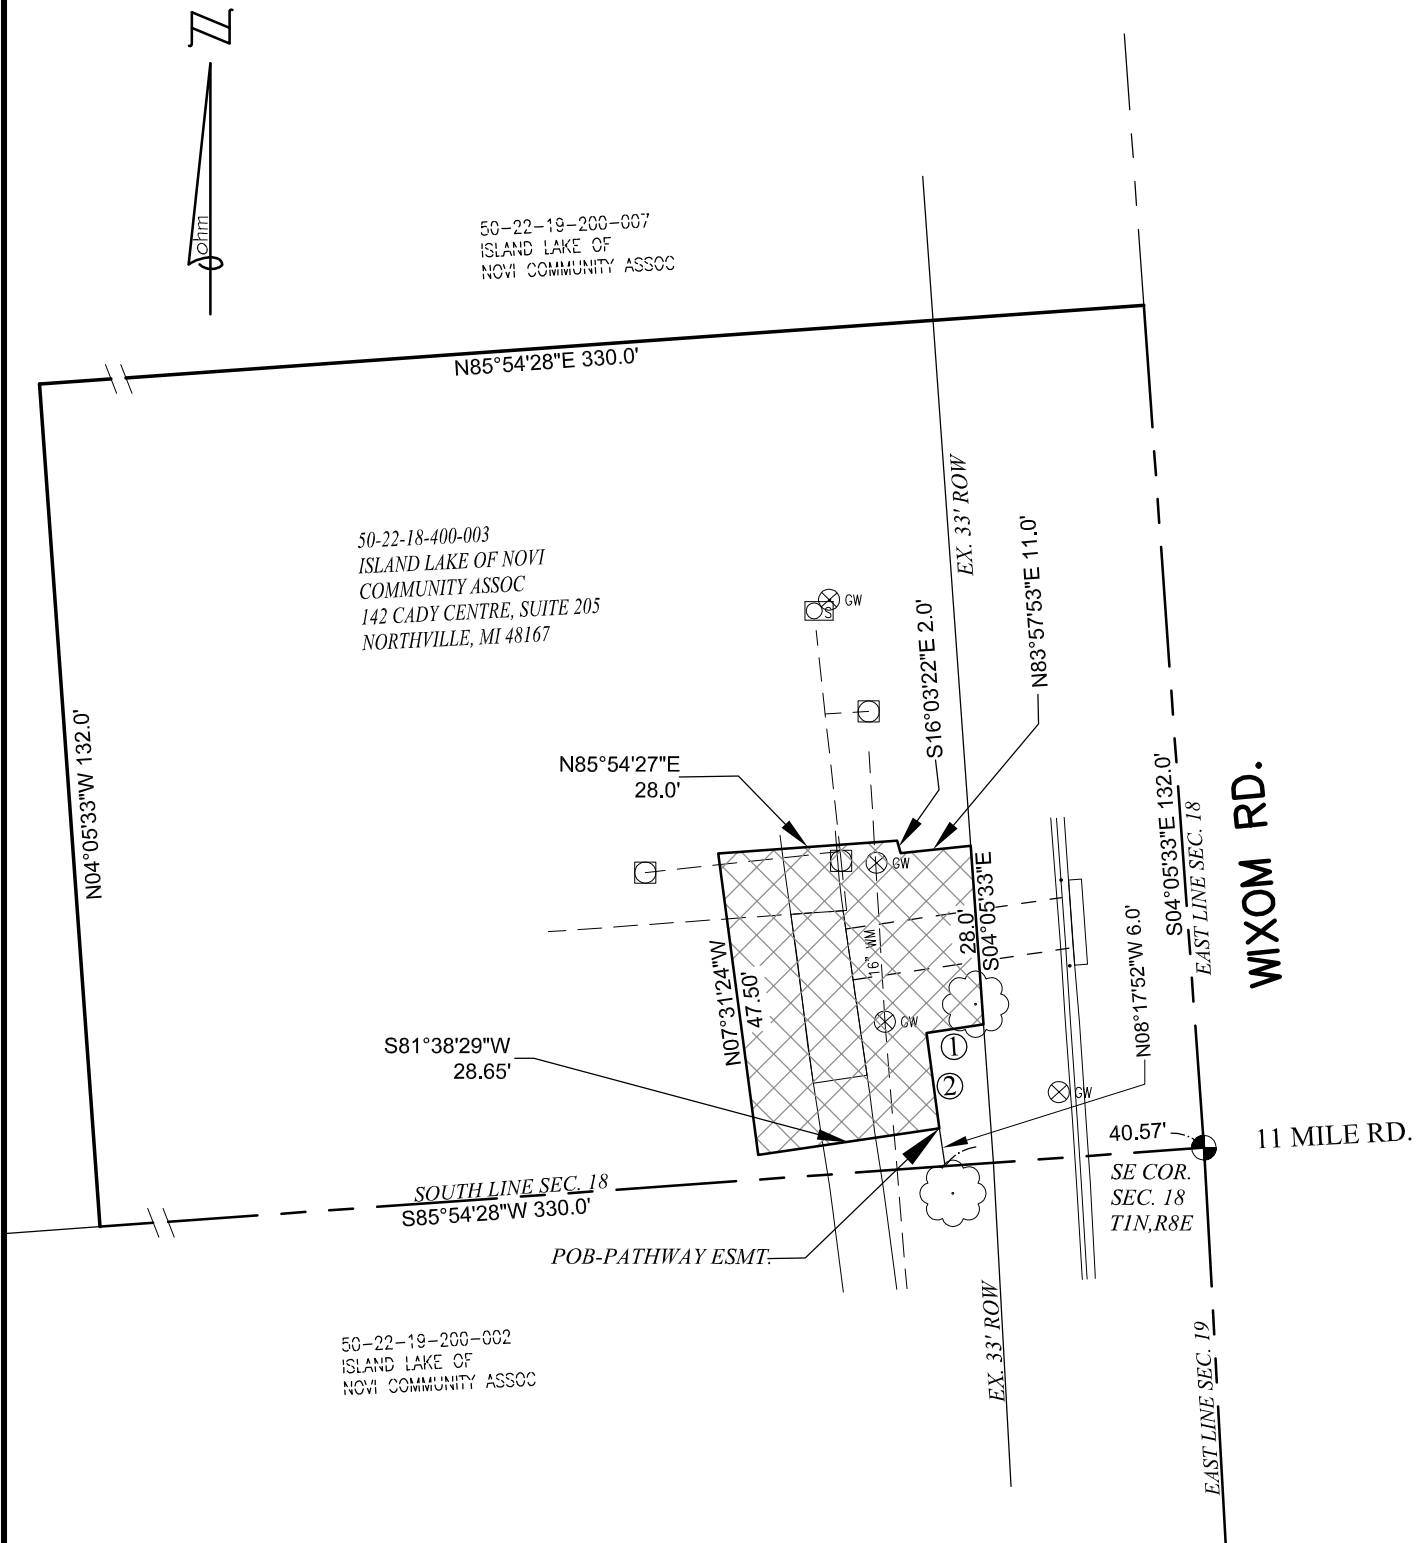 Z
ohm
50-22-19-200-007
ISLAND LAKE OF
NOVI COMMUNITY ASSOC
N85°54'28"E 330.0'
50-22-18-400-003
ISLAND LAKE OF NOVI
COMMUNITY ASSOC
142 CADY CENTRE, SUITE 205
NORTHVILLE, MI 48167
EX. 33' ROW
S
GW
S16°03'22"E 2.0'
N83°57'53"E 11.0'
N04°05'33"W 132.0'
N85°54'27"E
28.0'
S04°05'33"E 132.0'
EAST LINE SEC. 18
WIXOM RD.
GW
16" WM
28.0'
S04°05'33"E
N07°31'24"W
47.50'
GW
S81°38'29"W
28.65'
1
2
N08°17'52"W 6.0'
GW
40.57'
11 MILE RD.
SE COR.
SEC. 18
T1N,R8E
SOUTH LINE SEC. 18
S85°54'28"W 330.0'
POB-PATHWAY ESMT.
EX. 33' ROW
EAST LINE SEC. 19
50-22-19-200-002
ISLAND LAKE OF
NOVI COMMUNITY ASSOC